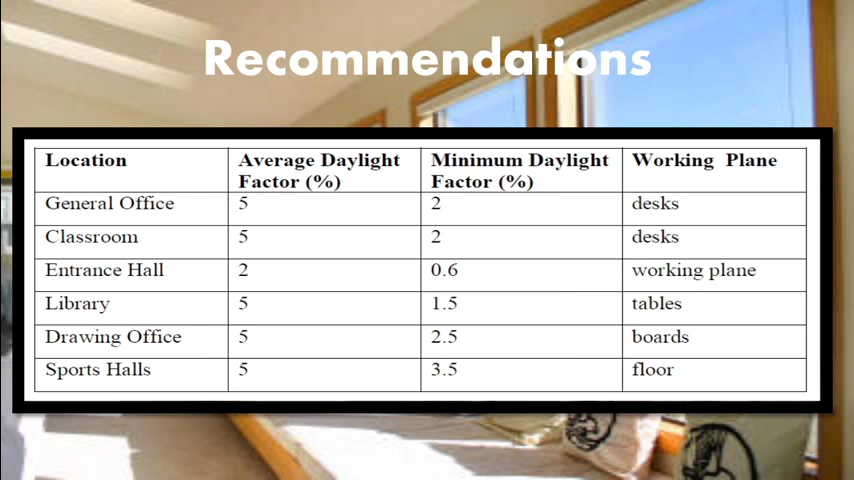 Recommendations
Location Average Daylight Factor (%) Minimum Daylight Factor (%) Working Plane
General Office 5 2 desks
Classroom 5 2 desks
Entrance Hall 2 0.6 working plane
Library 5 1.5 tables
Drawing Office 5 2.5 boards
Sports Halls 5 3.5 floor